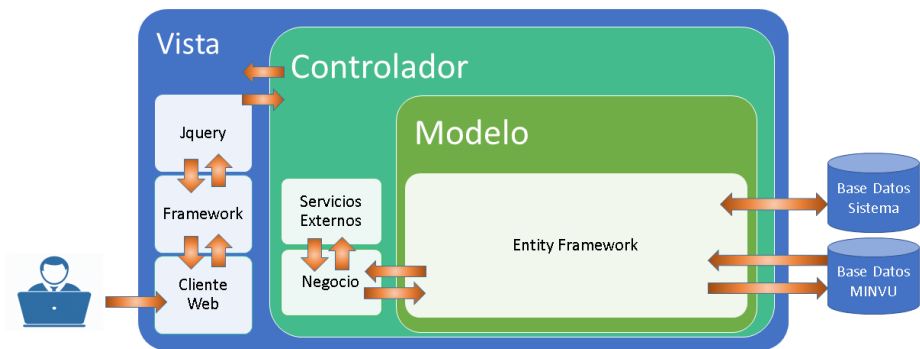 Vista
Controlador
Modelo
Jquery
Framework
Cliente
Web
Servicios
Externos
Negocio
Entity Framework
Base Datos
Sistema
Base Datos
MINVU